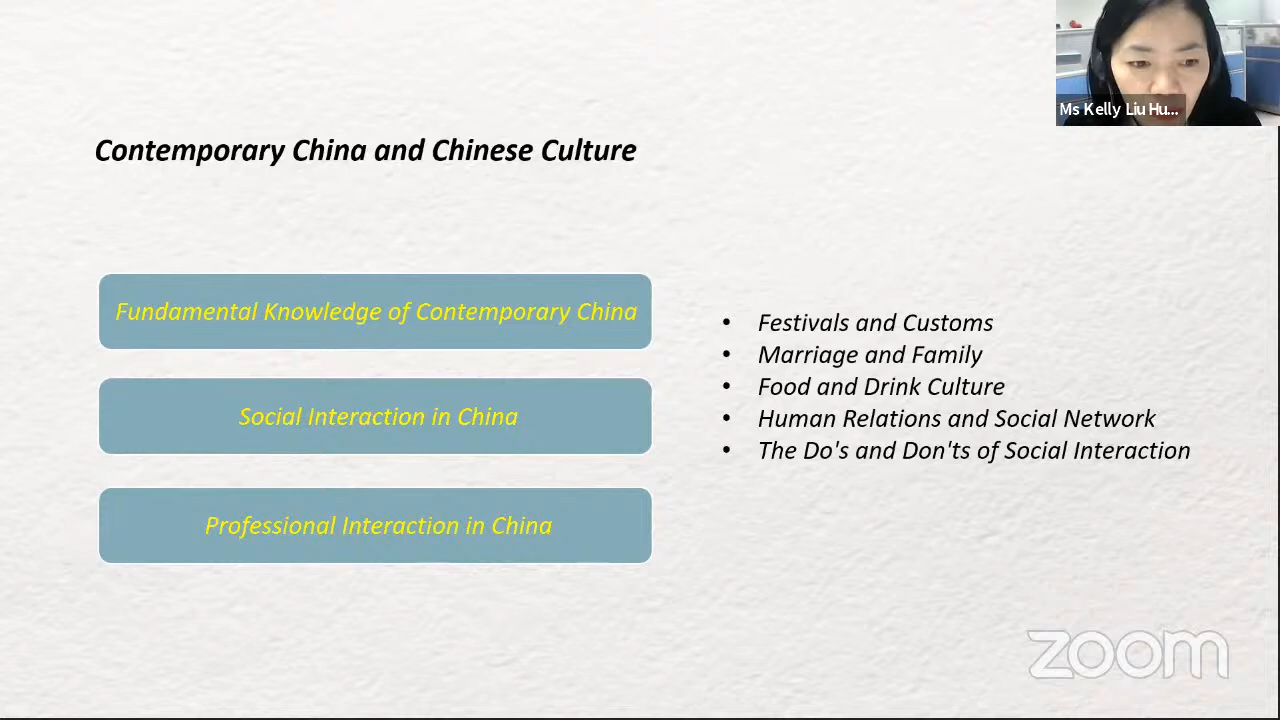 Ms Kelly Liu Hu...
Contemporary China and Chinese Culture
Fundamental Knowledge of Contemporary China
Social Interaction in China
Professional Interaction in China
• Festivals and Customs
• Marriage and Family
• Food and Drink Culture
• Human Relations and Social Network
• The Do's and Don'ts of Social Interaction
zoom